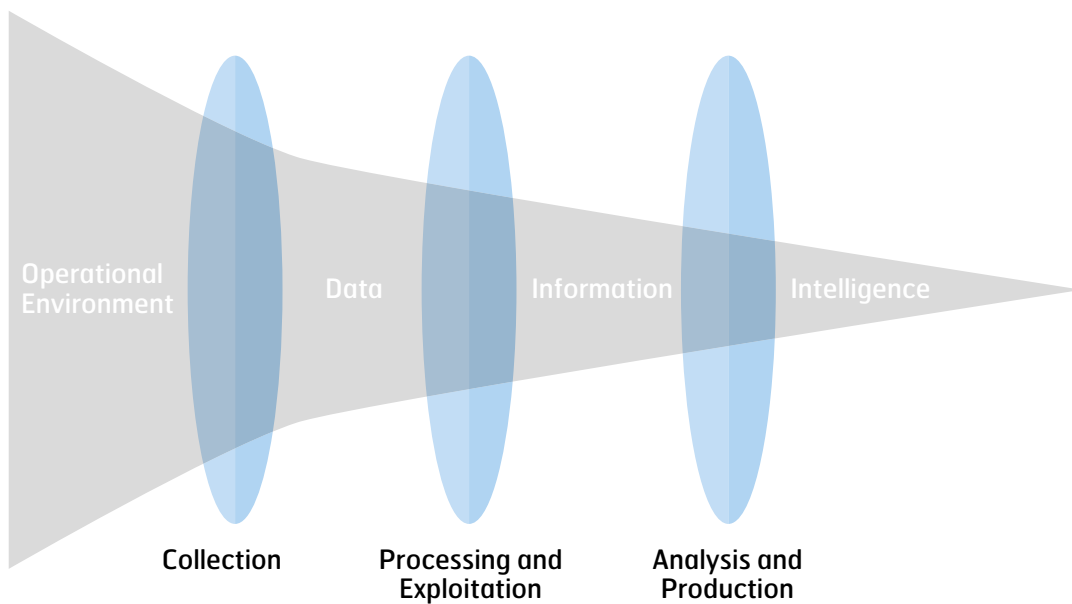 Operational
Environment
Data
Information
Intelligence
Collection
Processing and
Exploitation
Analysis and
Production